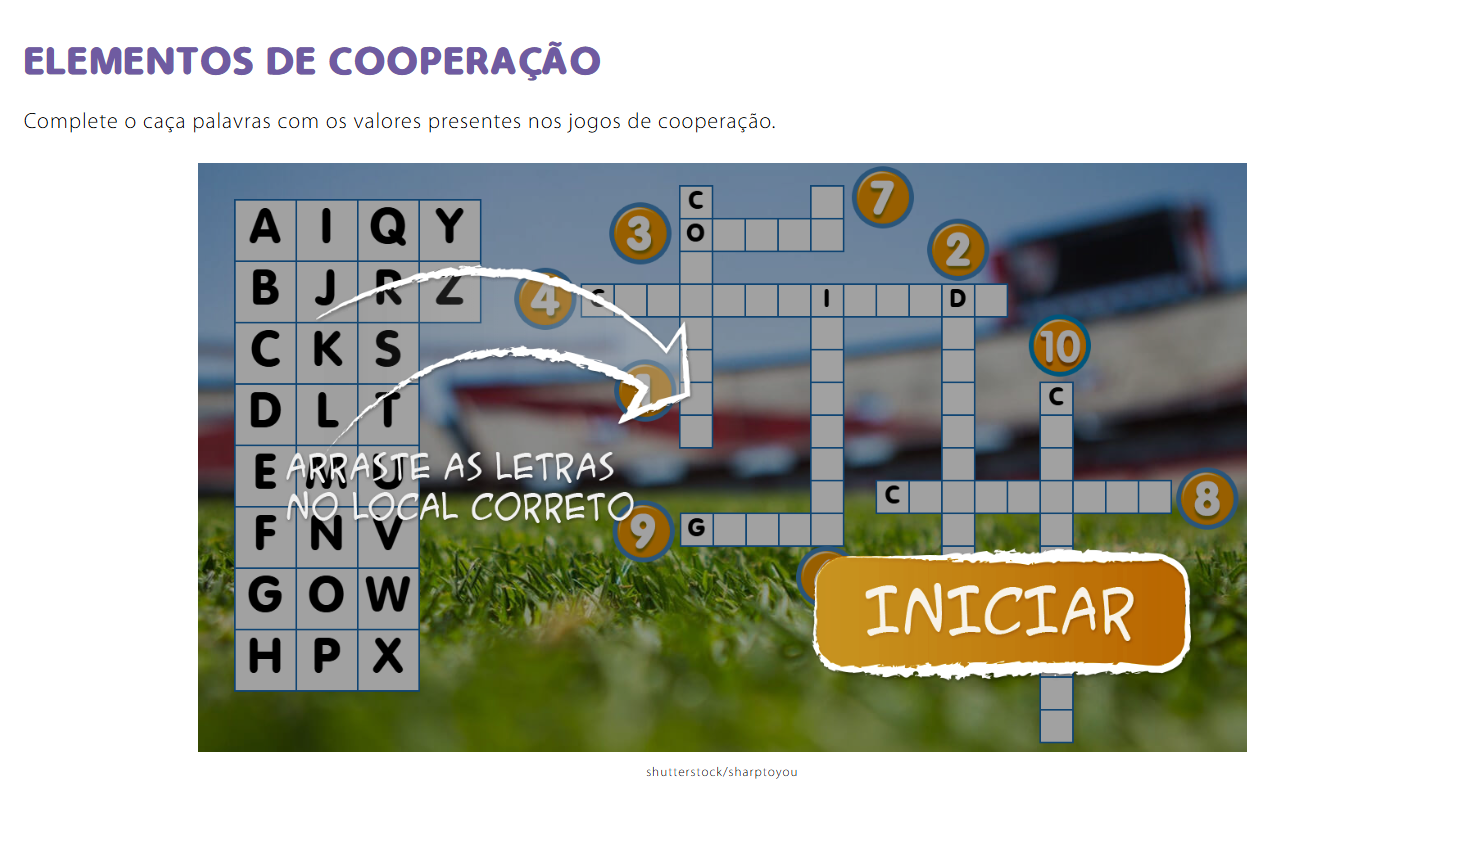 ELEMENTOS DE COOPERAÇÃO
Complete o caça palavras com os valores presentes nos jogos de cooperação.
A I Q Y
B J R Z
C K S
D L T
E M U
F N V
G O W
H P X
C
7
3
O
2
4
C I D
10
1
C
C
8
9
G
ARRASTE AS LETRAS
NO LOCAL CORRETO
INICIAR
shutterstock/sharptoyou